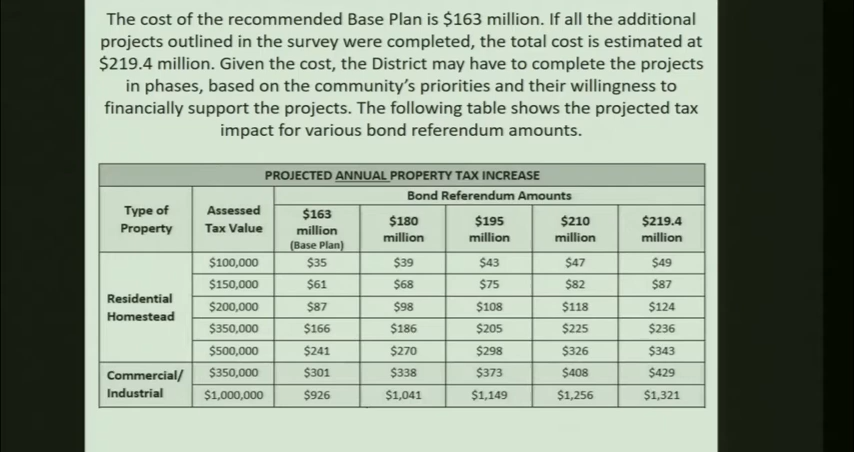 The cost of the recommended Base Plan is $163 million. If all the additional
projects outlined in the survey were completed, the total cost is estimated at
$219.4 million. Given the cost, the District may have to complete the projects
in phases, based on the community's priorities and their willingness to
financially support the projects. The following table shows the projected tax
impact for various bond referendum amounts.
PROJECTED ANNUAL PROPERTY TAX INCREASE
Type of Property Assessed Tax Value Bond Referendum Amounts
$163 million (Base Plan) $180 million $195 million $210 million $219.4 million
Residential Homestead $100,000 $35 $39 $43 $47 $49
$150,000 $61 $68 $75 $82 $87
$200,000 $87 $98 $108 $118 $124
$350,000 $166 $186 $205 $225 $236
$500,000 $241 $270 $298 $326 $343
Commercial/ Industrial $350,000 $301 $338 $373 $408 $429
$1,000,000 $926 $1,041 $1,149 $1,256 $1,321